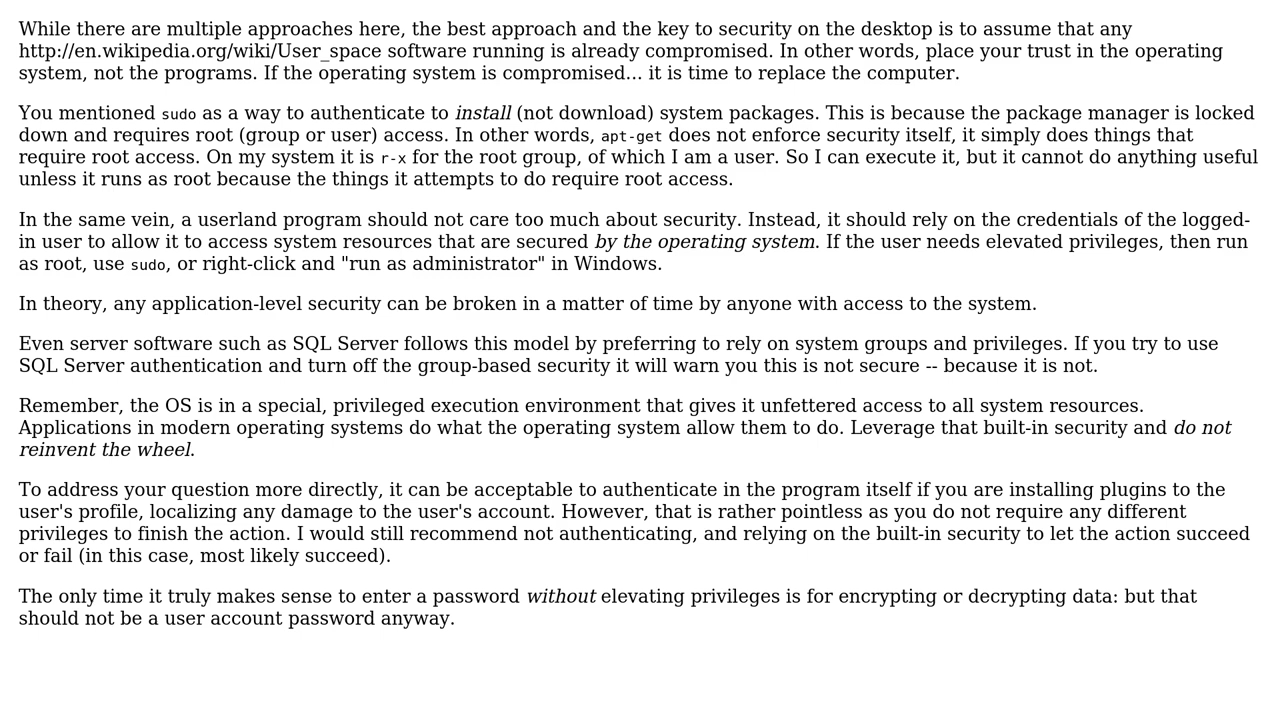 While there are multiple approaches here, the best approach and the key to security on the desktop is to assume that any
http://en.wikipedia.org/wiki/User_space software running is already compromised. In other words, place your trust in the operating
system, not the programs. If the operating system is compromised... it is time to replace the computer.
You mentioned sudo as a way to authenticate to install (not download) system packages. This is because the package manager is locked
down and requires root (group or user) access. In other words, apt-get does not enforce security itself, it simply does things that
require root access. On my system it is r-x for the root group, of which I am a user. So I can execute it, but it cannot do anything useful
unless it runs as root because the things it attempts to do require root access.
In the same vein, a userland program should not care too much about security. Instead, it should rely on the credentials of the logged-
in user to allow it to access system resources that are secured by the operating system. If the user needs elevated privileges, then run
as root, use sudo, or right-click and "run as administrator" in Windows.
In theory, any application-level security can be broken in a matter of time by anyone with access to the system.
Even server software such as SQL Server follows this model by preferring to rely on system groups and privileges. If you try to use
SQL Server authentication and turn off the group-based security it will warn you this is not secure -- because it is not.
Remember, the OS is in a special, privileged execution environment that gives it unfettered access to all system resources.
Applications in modern operating systems do what the operating system allow them to do. Leverage that built-in security and do not
reinvent the wheel.
To address your question more directly, it can be acceptable to authenticate in the program itself if you are installing plugins to the
user's profile, localizing any damage to the user's account. However, that is rather pointless as you do not require any different
privileges to finish the action. I would still recommend not authenticating, and relying on the built-in security to let the action succeed
or fail (in this case, most likely succeed).
The only time it truly makes sense to enter a password without elevating privileges is for encrypting or decrypting data: but that
should not be a user account password anyway.